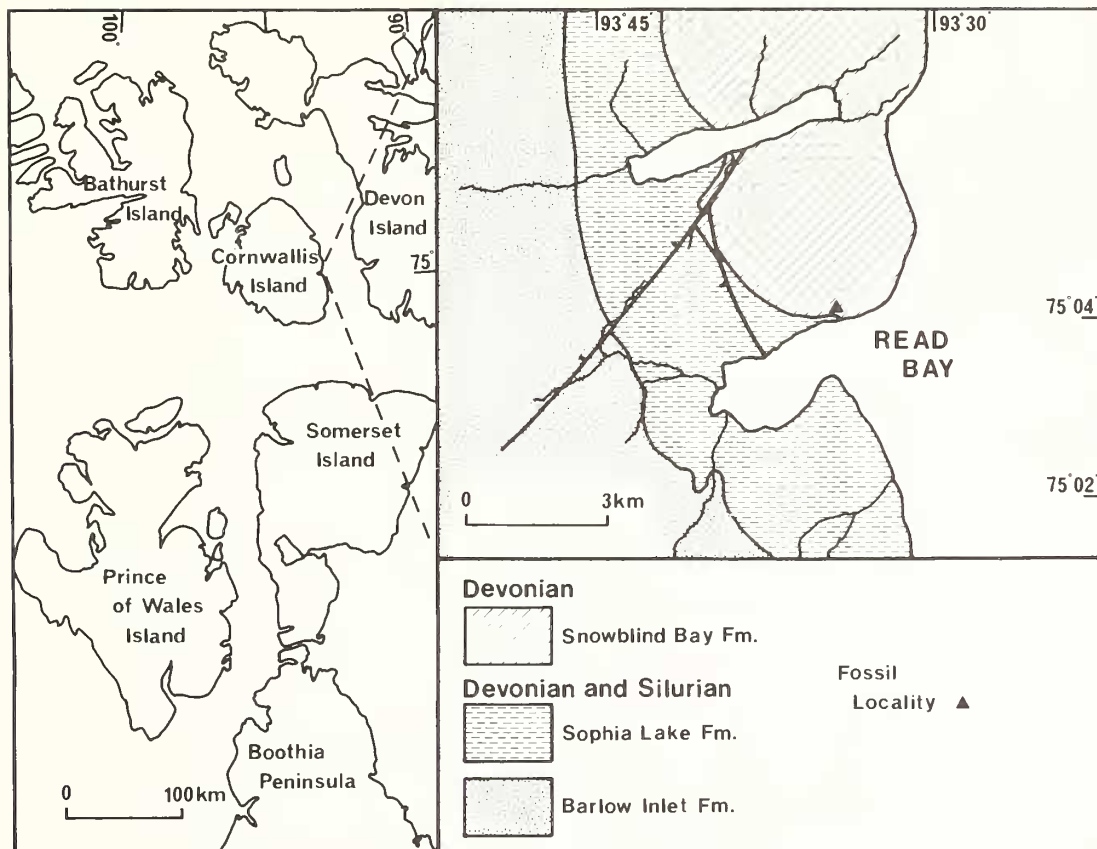 100°
90
Bathurst
Island
Devon
Island
Cornwallis
Island
75°
Somerset
Island
Prince
of Wales
Island
Boothia
Peninsula
0 100km
93°45
93°30
75°04
READ
BAY
75°02
0 3km
Devonian
Snowblind Bay Fm.
Devonian and Silurian
Sophia Lake Fm.
Barlow Inlet Fm.
Fossil
Locality ▲